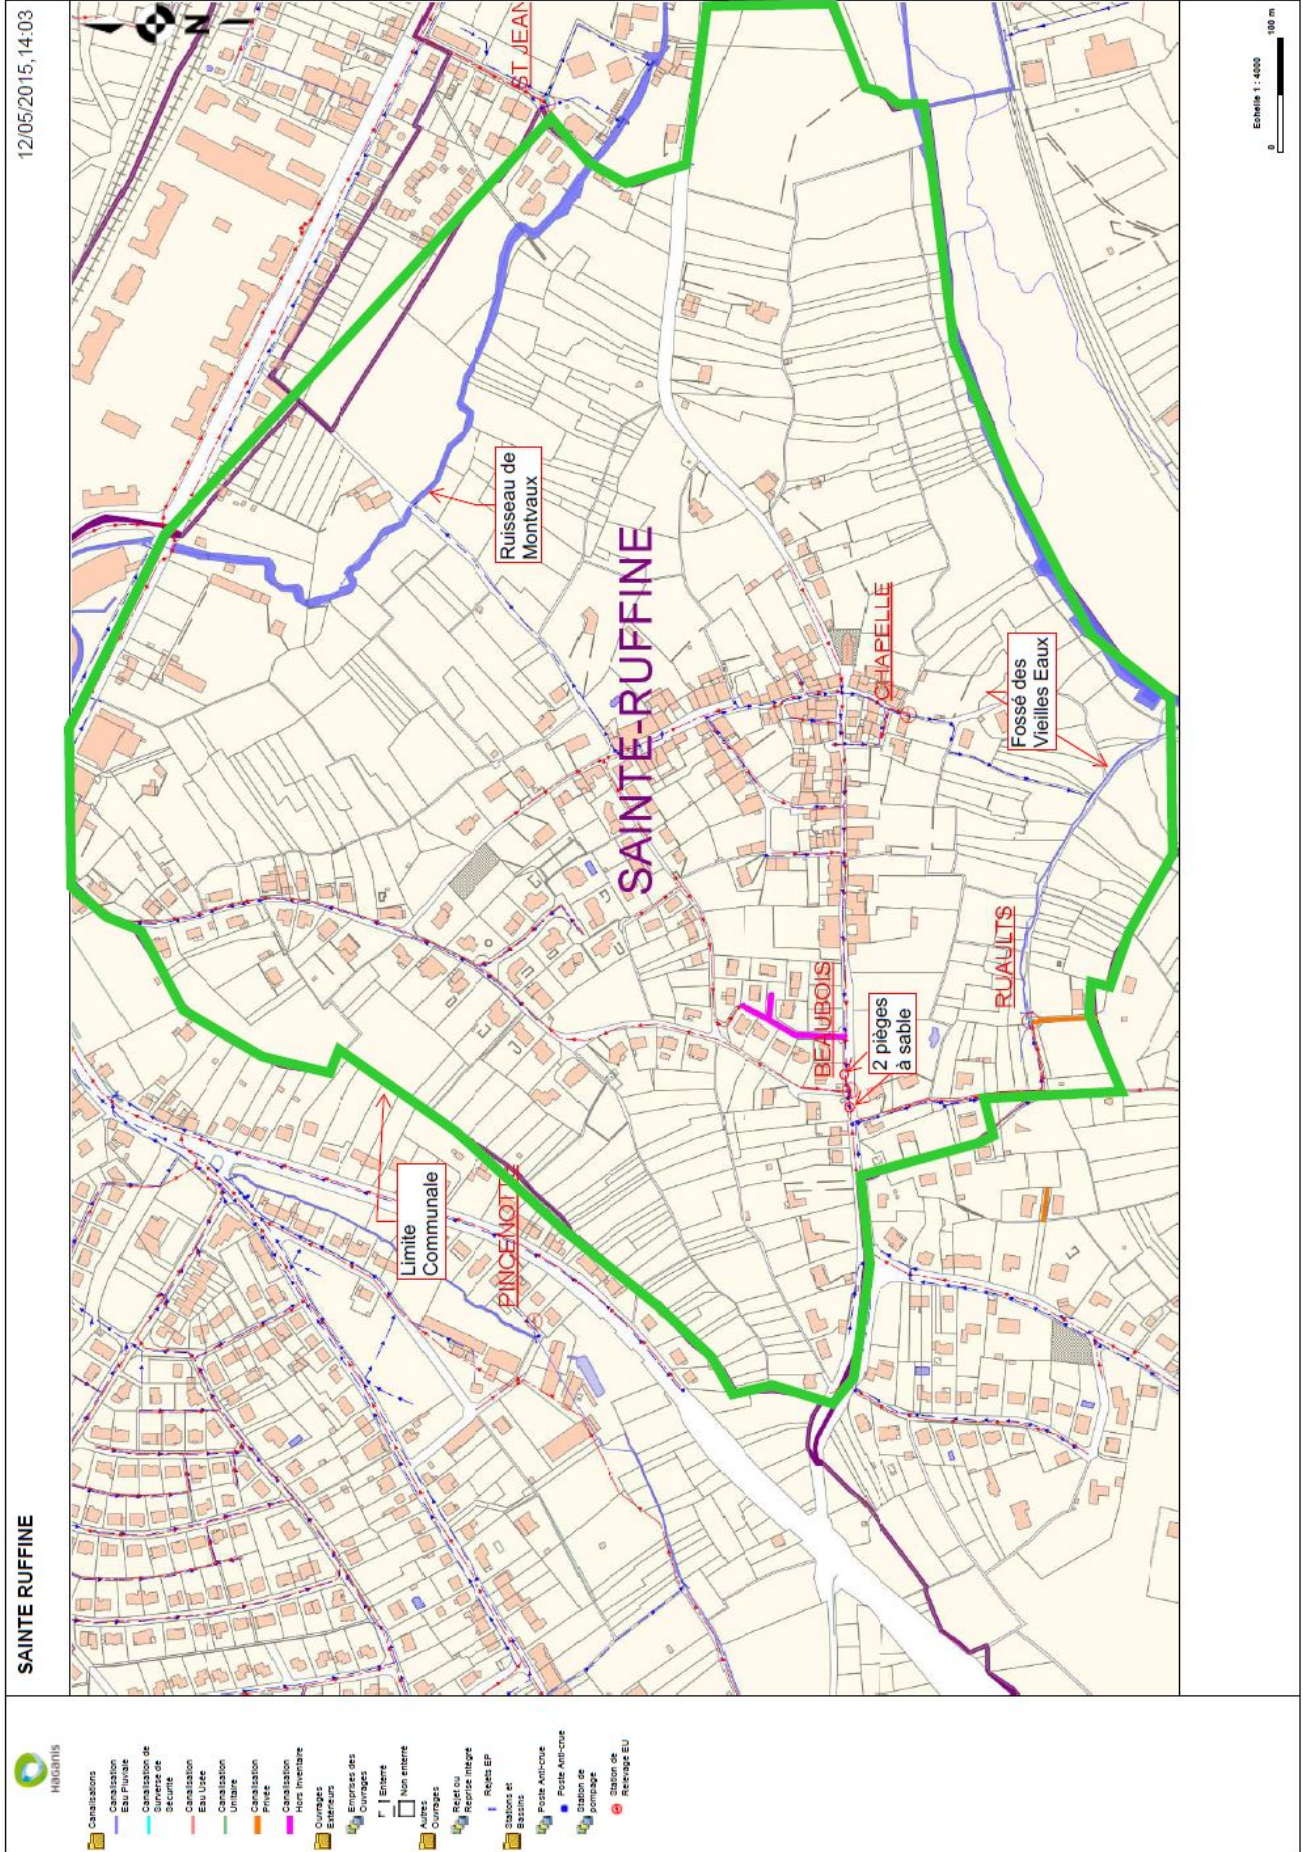 SAINTE RUFFINE
12/05/2015, 14:03
HAGANIS
Canalisations
Canalisation
Eau Pluviale
Canalisation de
Surverse de
Sécurité
Canalisation
Eau Usée
Canalisation
Unitaire
Canalisation
Privée
Canalisation
Hors Inventaire
Ouvrages
Extérieurs
Emprises des
Ouvrages
Enterré
Non enterré
Autres
Ouvrages
Rejet ou
Reprise Intégré
Rejets EP
Stations et
Bassins
Poste Anti-crue
Poste Anti-crue
Station de
pompage
Station de
Relevage EU
Limite
Communale
PINCENOTTE
ST JEAN
Ruisseau de
Montvaux
SAINTE-RUFFINE
BEAUBOIS
2 pièges
à sable
CHAPELLE
RUAULTS
Fossé des
Vieilles Eaux
N
Echelle 1 : 4000
0 100 m